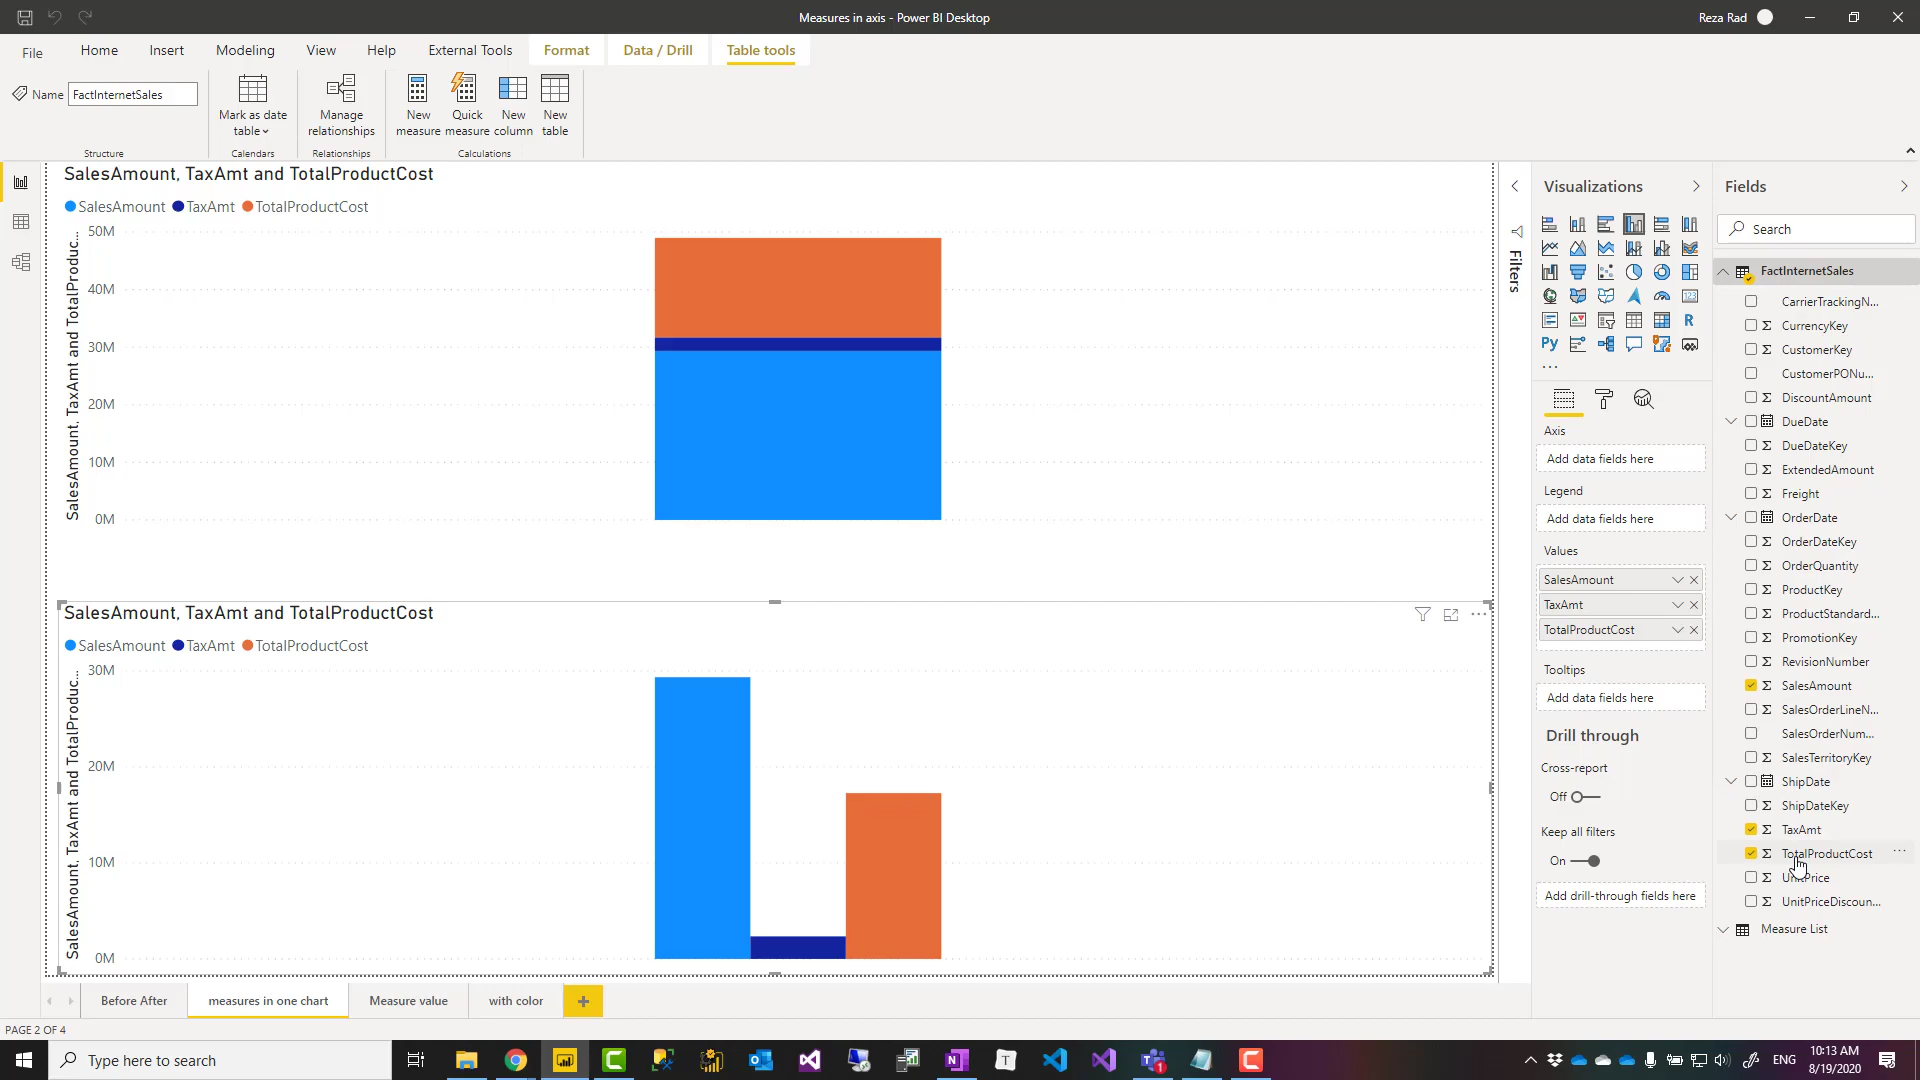 Measures in axis - Power BI Desktop
Reza Rad
File
Home
Insert
Modeling
View
Help
External Tools
Format
Data / Drill
Table tools
Name
FactInternetSales
Mark as date
table
Manage
relationships
New
measure
Quick
measure
New
column
New
table
Structure
Calendars
Relationships
Calculations
SalesAmount, TaxAmt and TotalProductCost
SalesAmount TaxAmt TotalProductCost
SalesAmount, TaxAmt and TotalProduc...
50M
40M
30M
20M
10M
0M
SalesAmount, TaxAmt and TotalProductCost
SalesAmount TaxAmt TotalProductCost
SalesAmount, TaxAmt and TotalProduc...
30M
20M
10M
0M
Filters
Visualizations
123
R
Py
...
Axis
Add data fields here
Legend
Add data fields here
Values
SalesAmount
TaxAmt
TotalProductCost
Tooltips
Add data fields here
Drill through
Cross-report
Off
Keep all filters
On
Add drill-through fields here
Fields
Search
FactInternetSales
CarrierTrackingN...
CurrencyKey
CustomerKey
CustomerPONu...
DiscountAmount
DueDate
DueDateKey
ExtendedAmount
Freight
OrderDate
OrderDateKey
OrderQuantity
ProductKey
ProductStandard...
PromotionKey
RevisionNumber
SalesAmount
SalesOrderLineN...
SalesOrderNum...
SalesTerritoryKey
ShipDate
ShipDateKey
TaxAmt
TotalProductCost
UnitPrice
UnitPriceDiscoun...
Measure List
Before After
measures in one chart
Measure value
with color
PAGE 2 OF 4
Type here to search
ENG
10:13 AM
8/19/2020